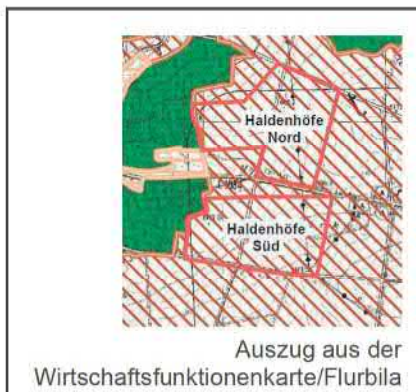 Haldenhöfe
Nord
Haldenhöfe
Süd
Auszug aus der
Wirtschaftsfunktionenkarte/Flurbila